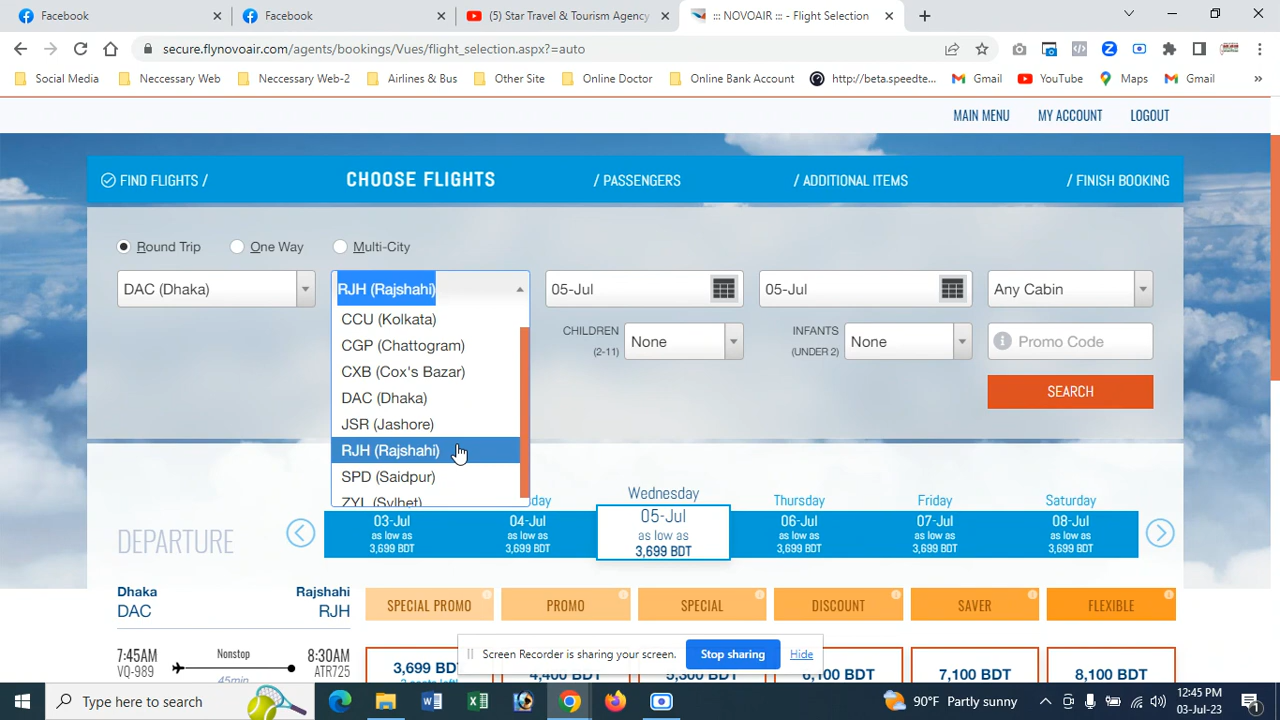 Facebook
Facebook
(5) Star Travel & Tourism Agency
::: NOVOAIR ::: - Flight Selection
secure.flynovoair.com/agents/bookings/Vues/flight_selection.aspx?=auto
Social Media
Neccessary Web
Neccessary Web-2
Airlines & Bus
Other Site
Online Doctor
Online Bank Account
http://beta.speedte...
Gmail
YouTube
Maps
Gmail
»
MAIN MENU
MY ACCOUNT
LOGOUT
FIND FLIGHTS /
CHOOSE FLIGHTS
/ PASSENGERS
/ ADDITIONAL ITEMS
/ FINISH BOOKING
Round Trip
One Way
Multi-City
DAC (Dhaka)
RJH (Rajshahi)
05-Jul
05-Jul
Any Cabin
CCU (Kolkata)
CGP (Chattogram)
CXB (Cox's Bazar)
DAC (Dhaka)
JSR (Jashore)
RJH (Rajshahi)
SPD (Saidpur)
ZYL (Sylhet)
CHILDREN
(2-11)
None
INFANTS
(UNDER 2)
None
Promo Code
SEARCH
DEPARTURE
03-Jul
as low as
3,699 BDT
day
04-Jul
as low as
3,699 BDT
Wednesday
05-Jul
as low as
3,699 BDT
Thursday
06-Jul
as low as
3,699 BDT
Friday
07-Jul
as low as
3,699 BDT
Saturday
08-Jul
as low as
3,699 BDT
Dhaka
DAC
Rajshahi
RJH
SPECIAL PROMO
PROMO
SPECIAL
DISCOUNT
SAVER
FLEXIBLE
7:45AM
VQ-989
Nonstop
45min
8:30AM
ATR725
3,699 BDT
4,400 BDT
5,300 BDT
7,100 BDT
8,100 BDT
Screen Recorder is sharing your screen.
Stop sharing
Hide
Type here to search
90°F Partly sunny
12:45 PM
03-Jul-23
1